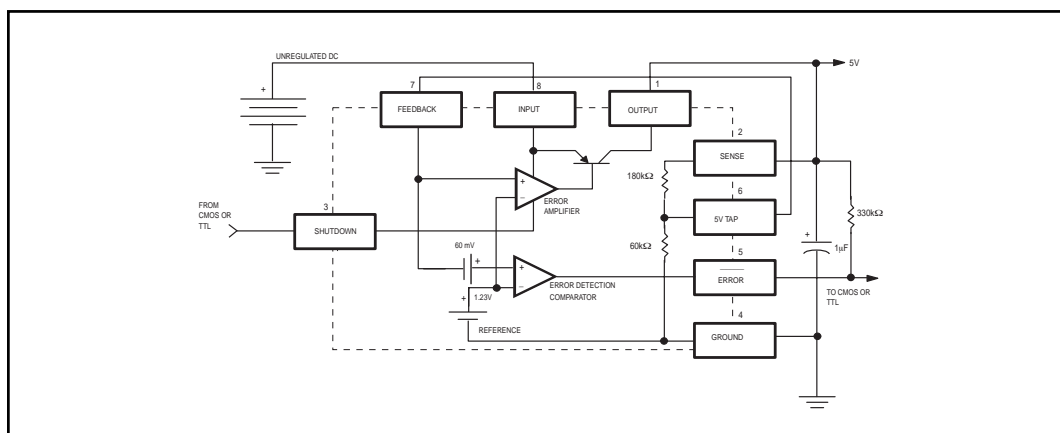 UNREGULATED DC
+
7
8
1
5V
FEEDBACK
INPUT
OUTPUT
2
SENSE
180kΩ
+
–
ERROR
AMPLIFIER
6
5V TAP
330kΩ
FROM
CMOS OR
TTL
3
SHUTDOWN
60 mV
+
+
–
60kΩ
+
1µF
5
ERROR
ERROR DETECTION
COMPARATOR
TO CMOS OR
TTL
+
1.23V
REFERENCE
4
GROUND